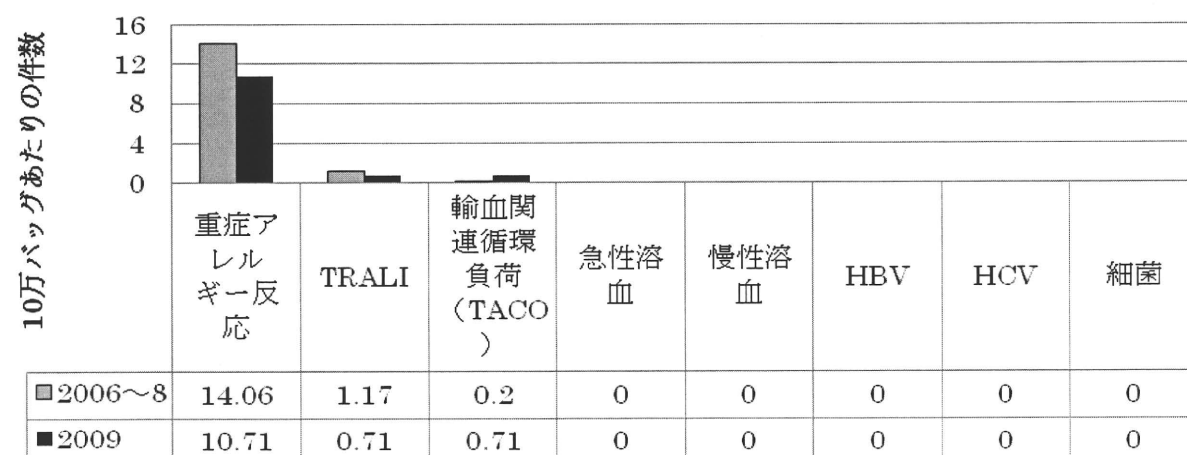 10万バッグあたりの件数
16
12
8
4
0
重症ア
レル
ギー反
応
TRALI
輸血関
連循環
負荷
(TACO
)
急性溶
血
慢性溶
血
HBV
HCV
細菌
2006～8 14.06 1.17 0.2 0 0 0 0 0
2009 10.71 0.71 0.71 0 0 0 0 0